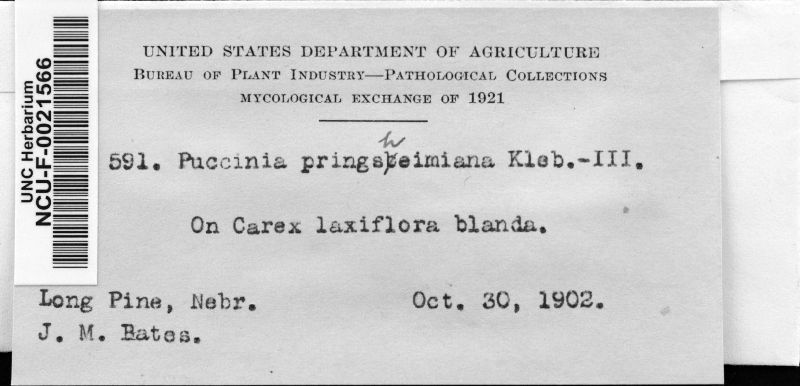 UNC Herbarium
NCU-F-0021566
UNITED STATES DEPARTMENT OF AGRICULTURE
BUREAU OF PLANT INDUSTRY—PATHOLOGICAL COLLECTIONS
MYCOLOGICAL EXCHANGE OF 1921
591. Puccinia pringsheimiana Kleb.-III.
On Carex laxiflora blanda.
Long Pine, Nebr. Oct. 30, 1902.
J. M. Bates.